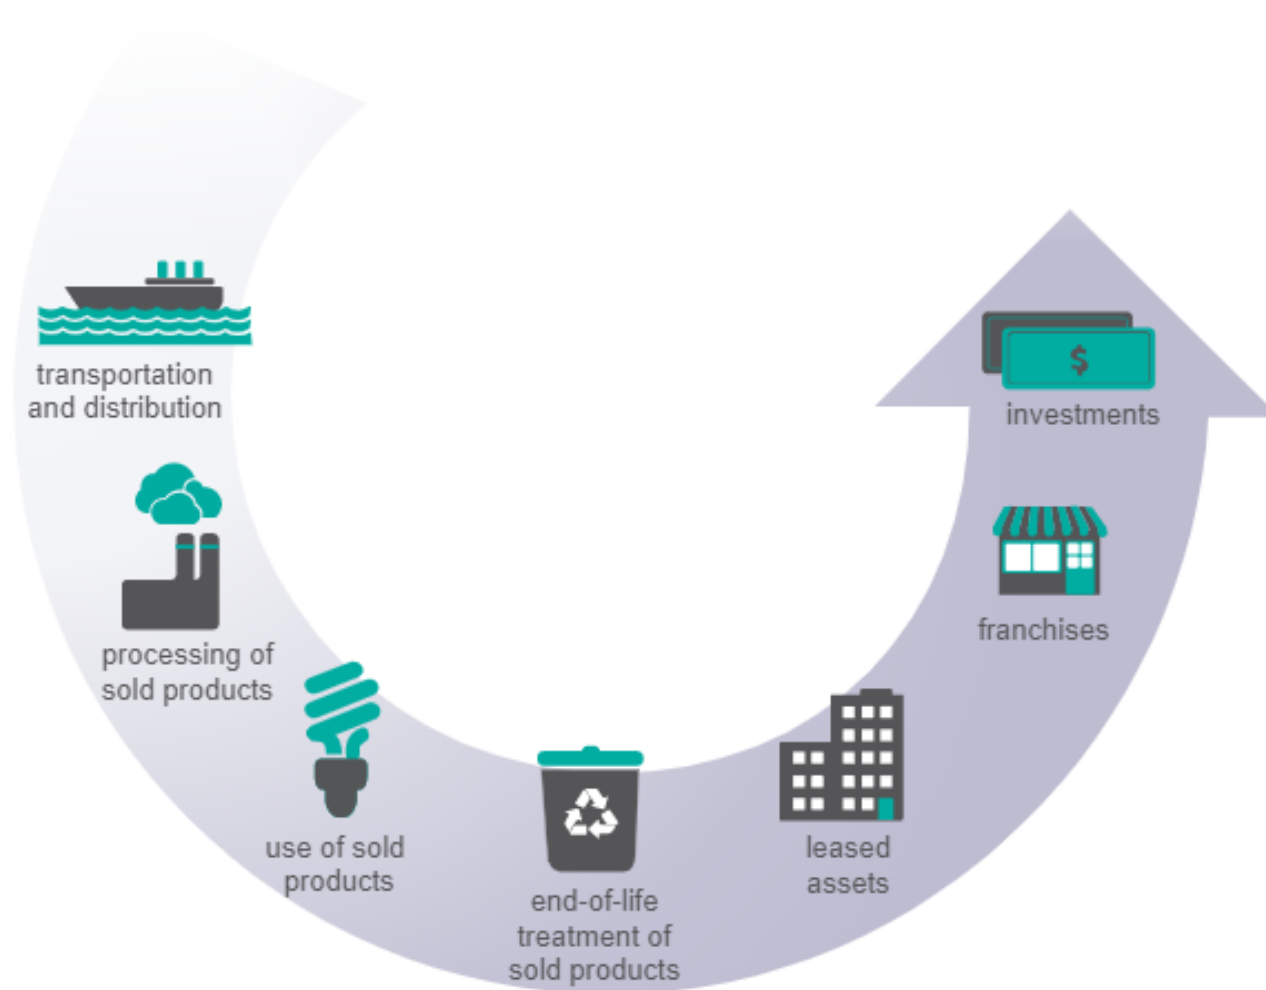 transportation
and distribution
processing of
sold products
use of sold
products
end-of-life
treatment of
sold products
leased
assets
franchises
$
investments